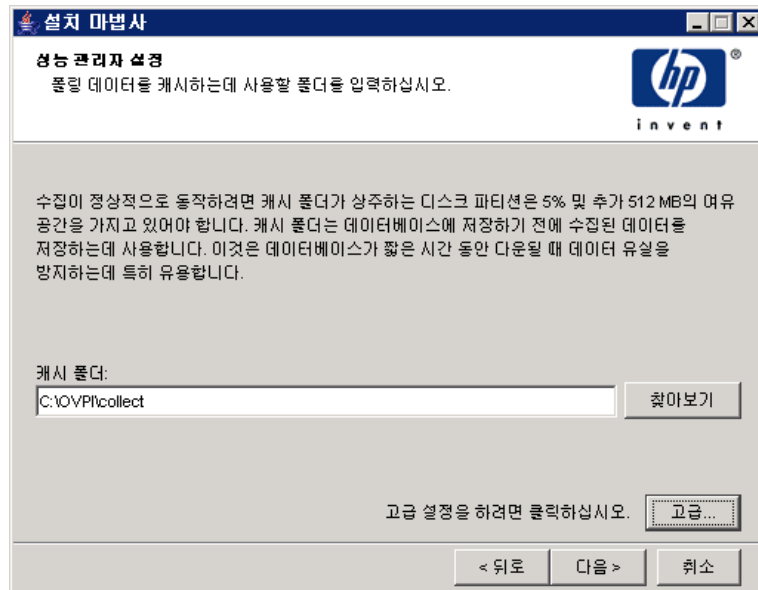 설치 마법사
성능 관리자 설정
폴링 데이터를 캐시하는데 사용할 폴더를 입력하십시오.
hp
®
invent
수집이 정상적으로 동작하려면 캐시 폴더가 상주하는 디스크 파티션은 5% 및 추가 512 MB의 여유
공간을 가지고 있어야 합니다. 캐시 폴더는 데이터베이스에 저장하기 전에 수집된 데이터를
저장하는데 사용합니다. 이것은 데이터베이스가 짧은 시간 동안 다운될 때 데이터 유실을
방지하는데 특히 유용합니다.
캐시 폴더:
C:\OVPI\collect
찾아보기
고급 설정을 하려면 클릭하십시오.
고급...
< 뒤로
다음 >
취소